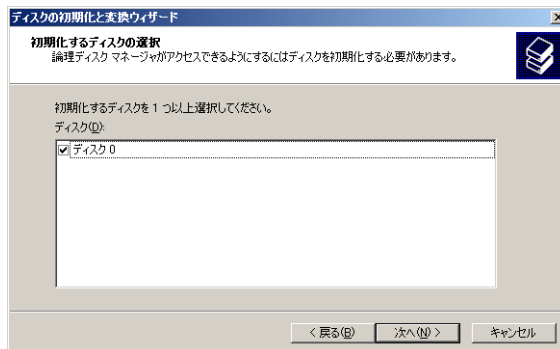 ディスクの初期化と変換ウィザード
初期化するディスクの選択
論理ディスク マネージャがアクセスできるようにするにはディスクを初期化する必要があります。
初期化するディスクを 1 つ以上選択してください。
ディスク(D):
ディスク 0
< 戻る(B)
次へ(N) >
キャンセル